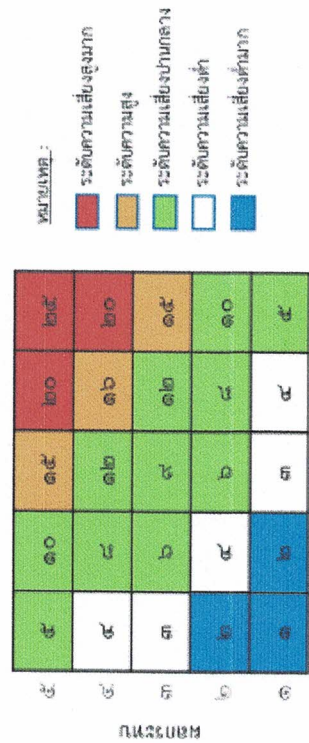 ผลกระทบ
๕ ๕ ๑๐ ๑๕ ๒๐ ๒๕
๔ ๔ ๘ ๑๒ ๑๖ ๒๐
๓ ๓ ๖ ๙ ๑๒ ๑๕
๒ ๒ ๔ ๖ ๘ ๑๐
๑ ๑ ๒ ๓ ๔ ๕
หมายเหตุ :
ระดับความเสี่ยงสูงมาก
ระดับความสูง
ระดับความเสี่ยงปานกลาง
ระดับความเสี่ยงต่ำ
ระดับความเสี่ยงต่ำมาก